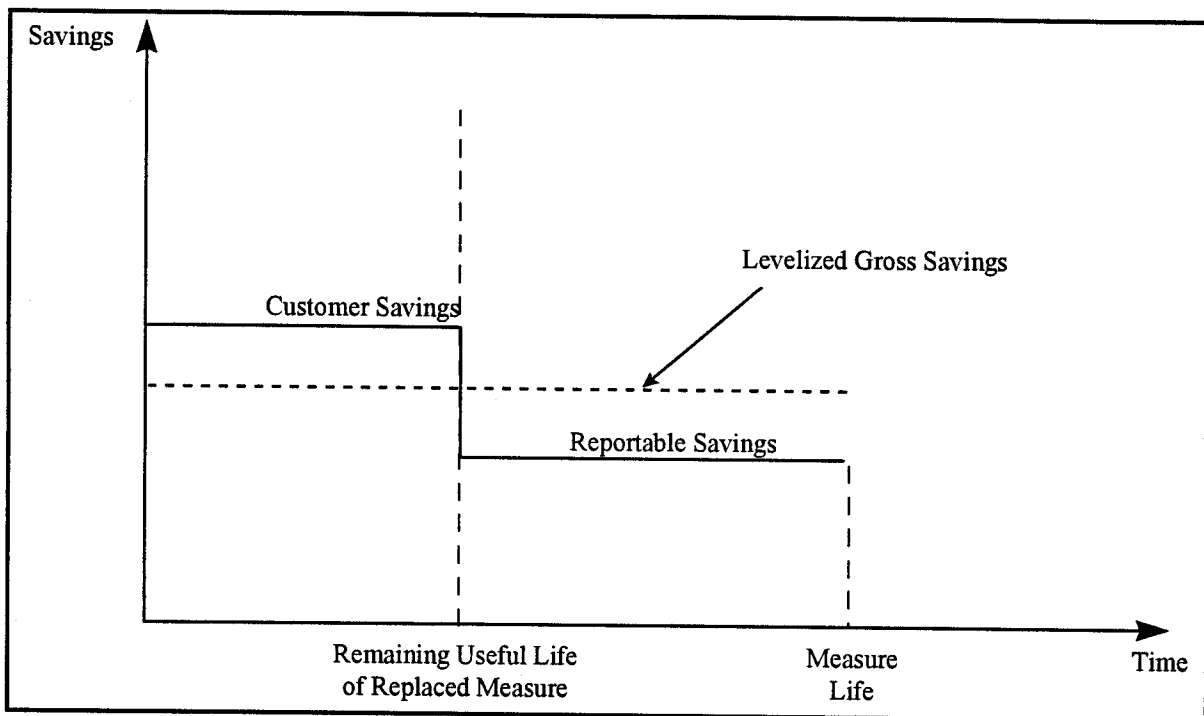 Savings
Levelized Gross Savings
Customer Savings
Reportable Savings
Remaining Useful Life
of Replaced Measure
Measure
Life
Time